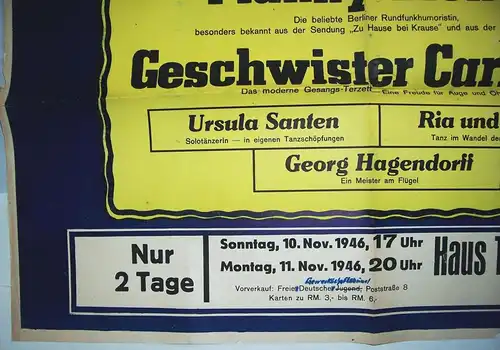 Die beliebte Berliner Rundfunkhumoristin,
besonders bekannt aus der Sendung „Zu Hause bei Krause" und aus der
Geschwister Car
Das moderne Gesangs-Terzett — Eine Freude für Auge und Oh
Ursula Santen
Solotänzerin — in eigenen Tanzschöpfungen
Ria und
Tanz im Wandel de
Georg Hagendorff
Ein Meister am Flügel
Nur
2 Tage
Sonntag, 10. Nov. 1946, 17 Uhr
Montag, 11. Nov. 1946, 20 Uhr
Haus
Vorverkauf: Freie Deutsche Jugend, Poststraße 8
Karten zu RM. 3,- bis RM. 6,-